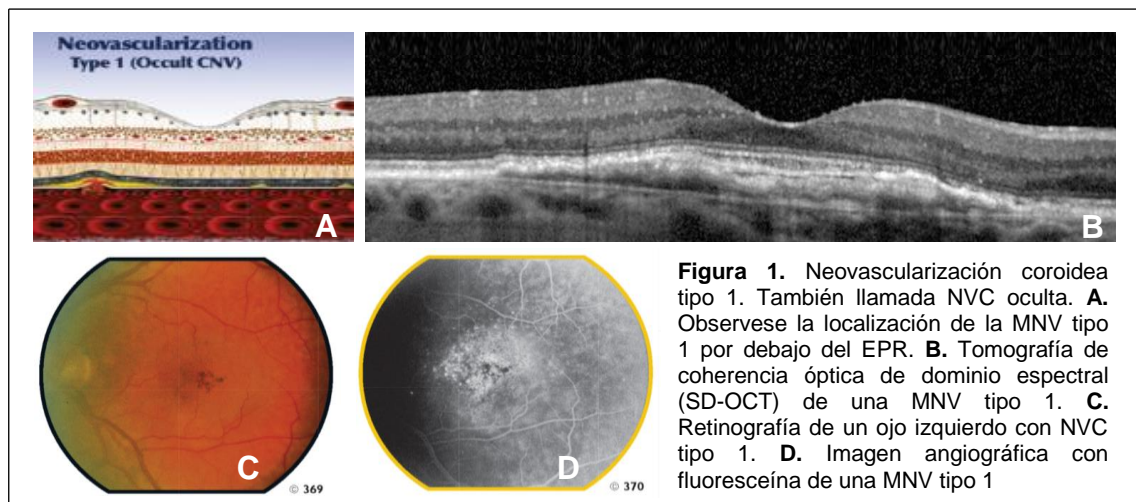 Neovascularization
Type 1 (Occult CNV)
A
B
C
© 369
D
© 370
Figura 1. Neovascularización coroidea
tipo 1. También llamada NVC oculta. A.
Observese la localización de la MNV tipo
1 por debajo del EPR. B. Tomografía de
coherencia óptica de dominio espectral
(SD-OCT) de una MNV tipo 1. C.
Retinografía de un ojo izquierdo con NVC
tipo 1. D. Imagen angiográfica con
fluoresceína de una MNV tipo 1